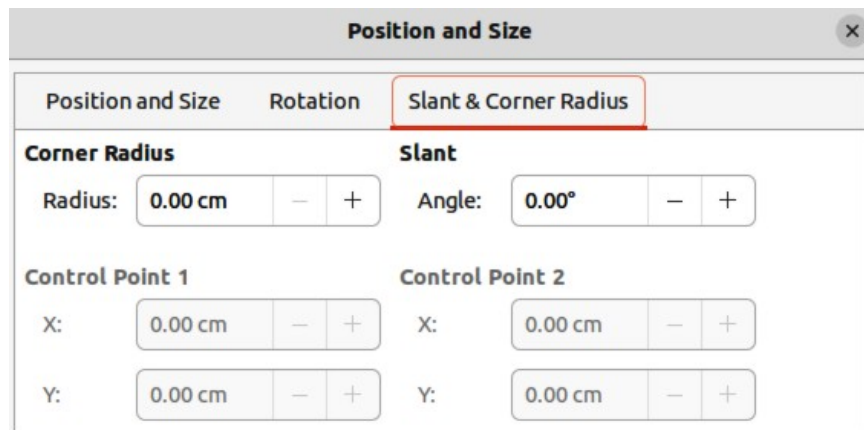 Position and Size
Position and Size Rotation Slant & Corner Radius
Corner Radius Slant
Radius: 0.00 cm − + Angle: 0.00° − +
Control Point 1 Control Point 2
X: 0.00 cm − + X: 0.00 cm − +
Y: 0.00 cm − + Y: 0.00 cm − +